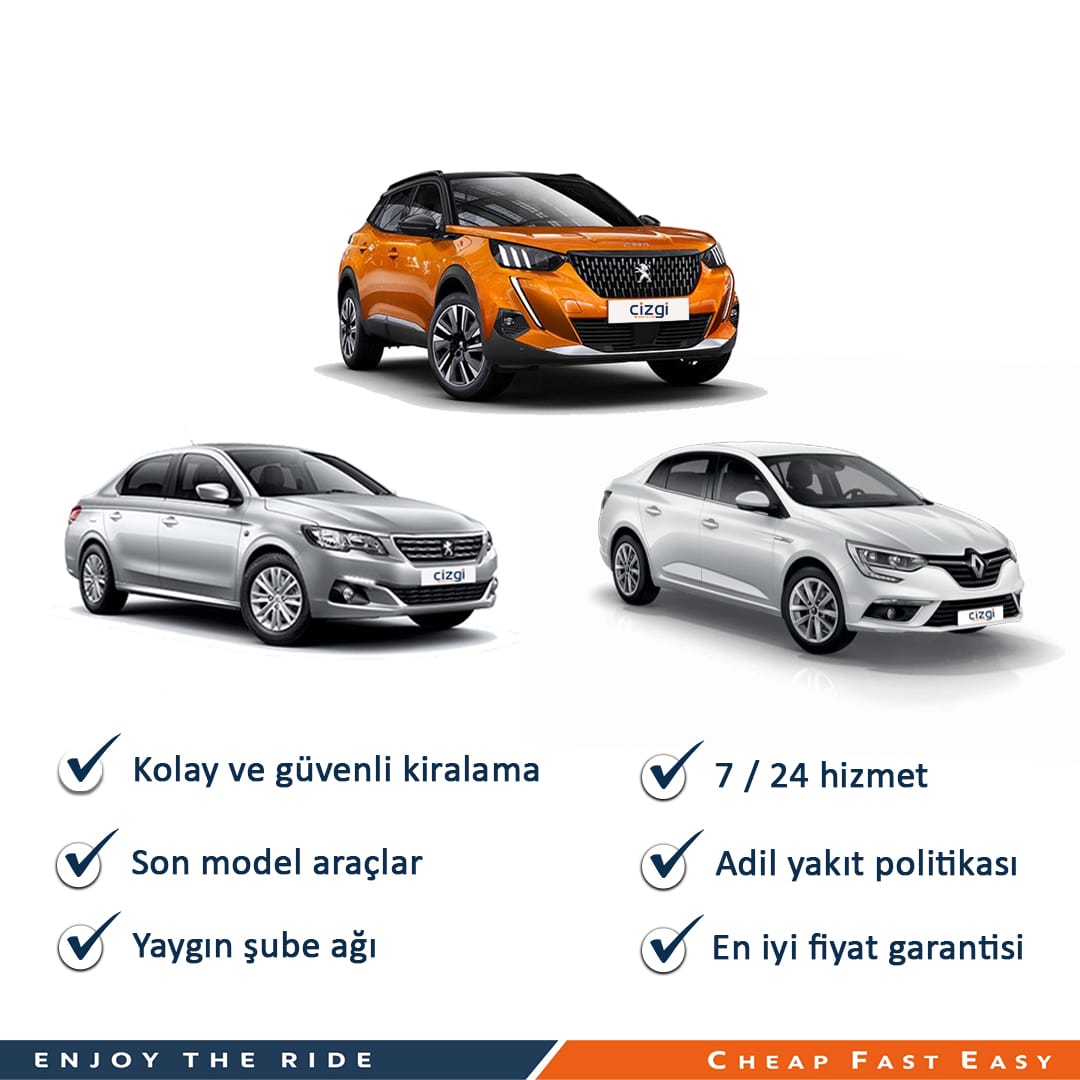 cizgi
cizgi
cizgi
Kolay ve güvenli kiralama
7 / 24 hizmet
Son model araçlar
Adil yakıt politikası
Yaygın şube ağı
En iyi fiyat garantisi
ENJOY THE RIDE
CHEAP FAST EASY